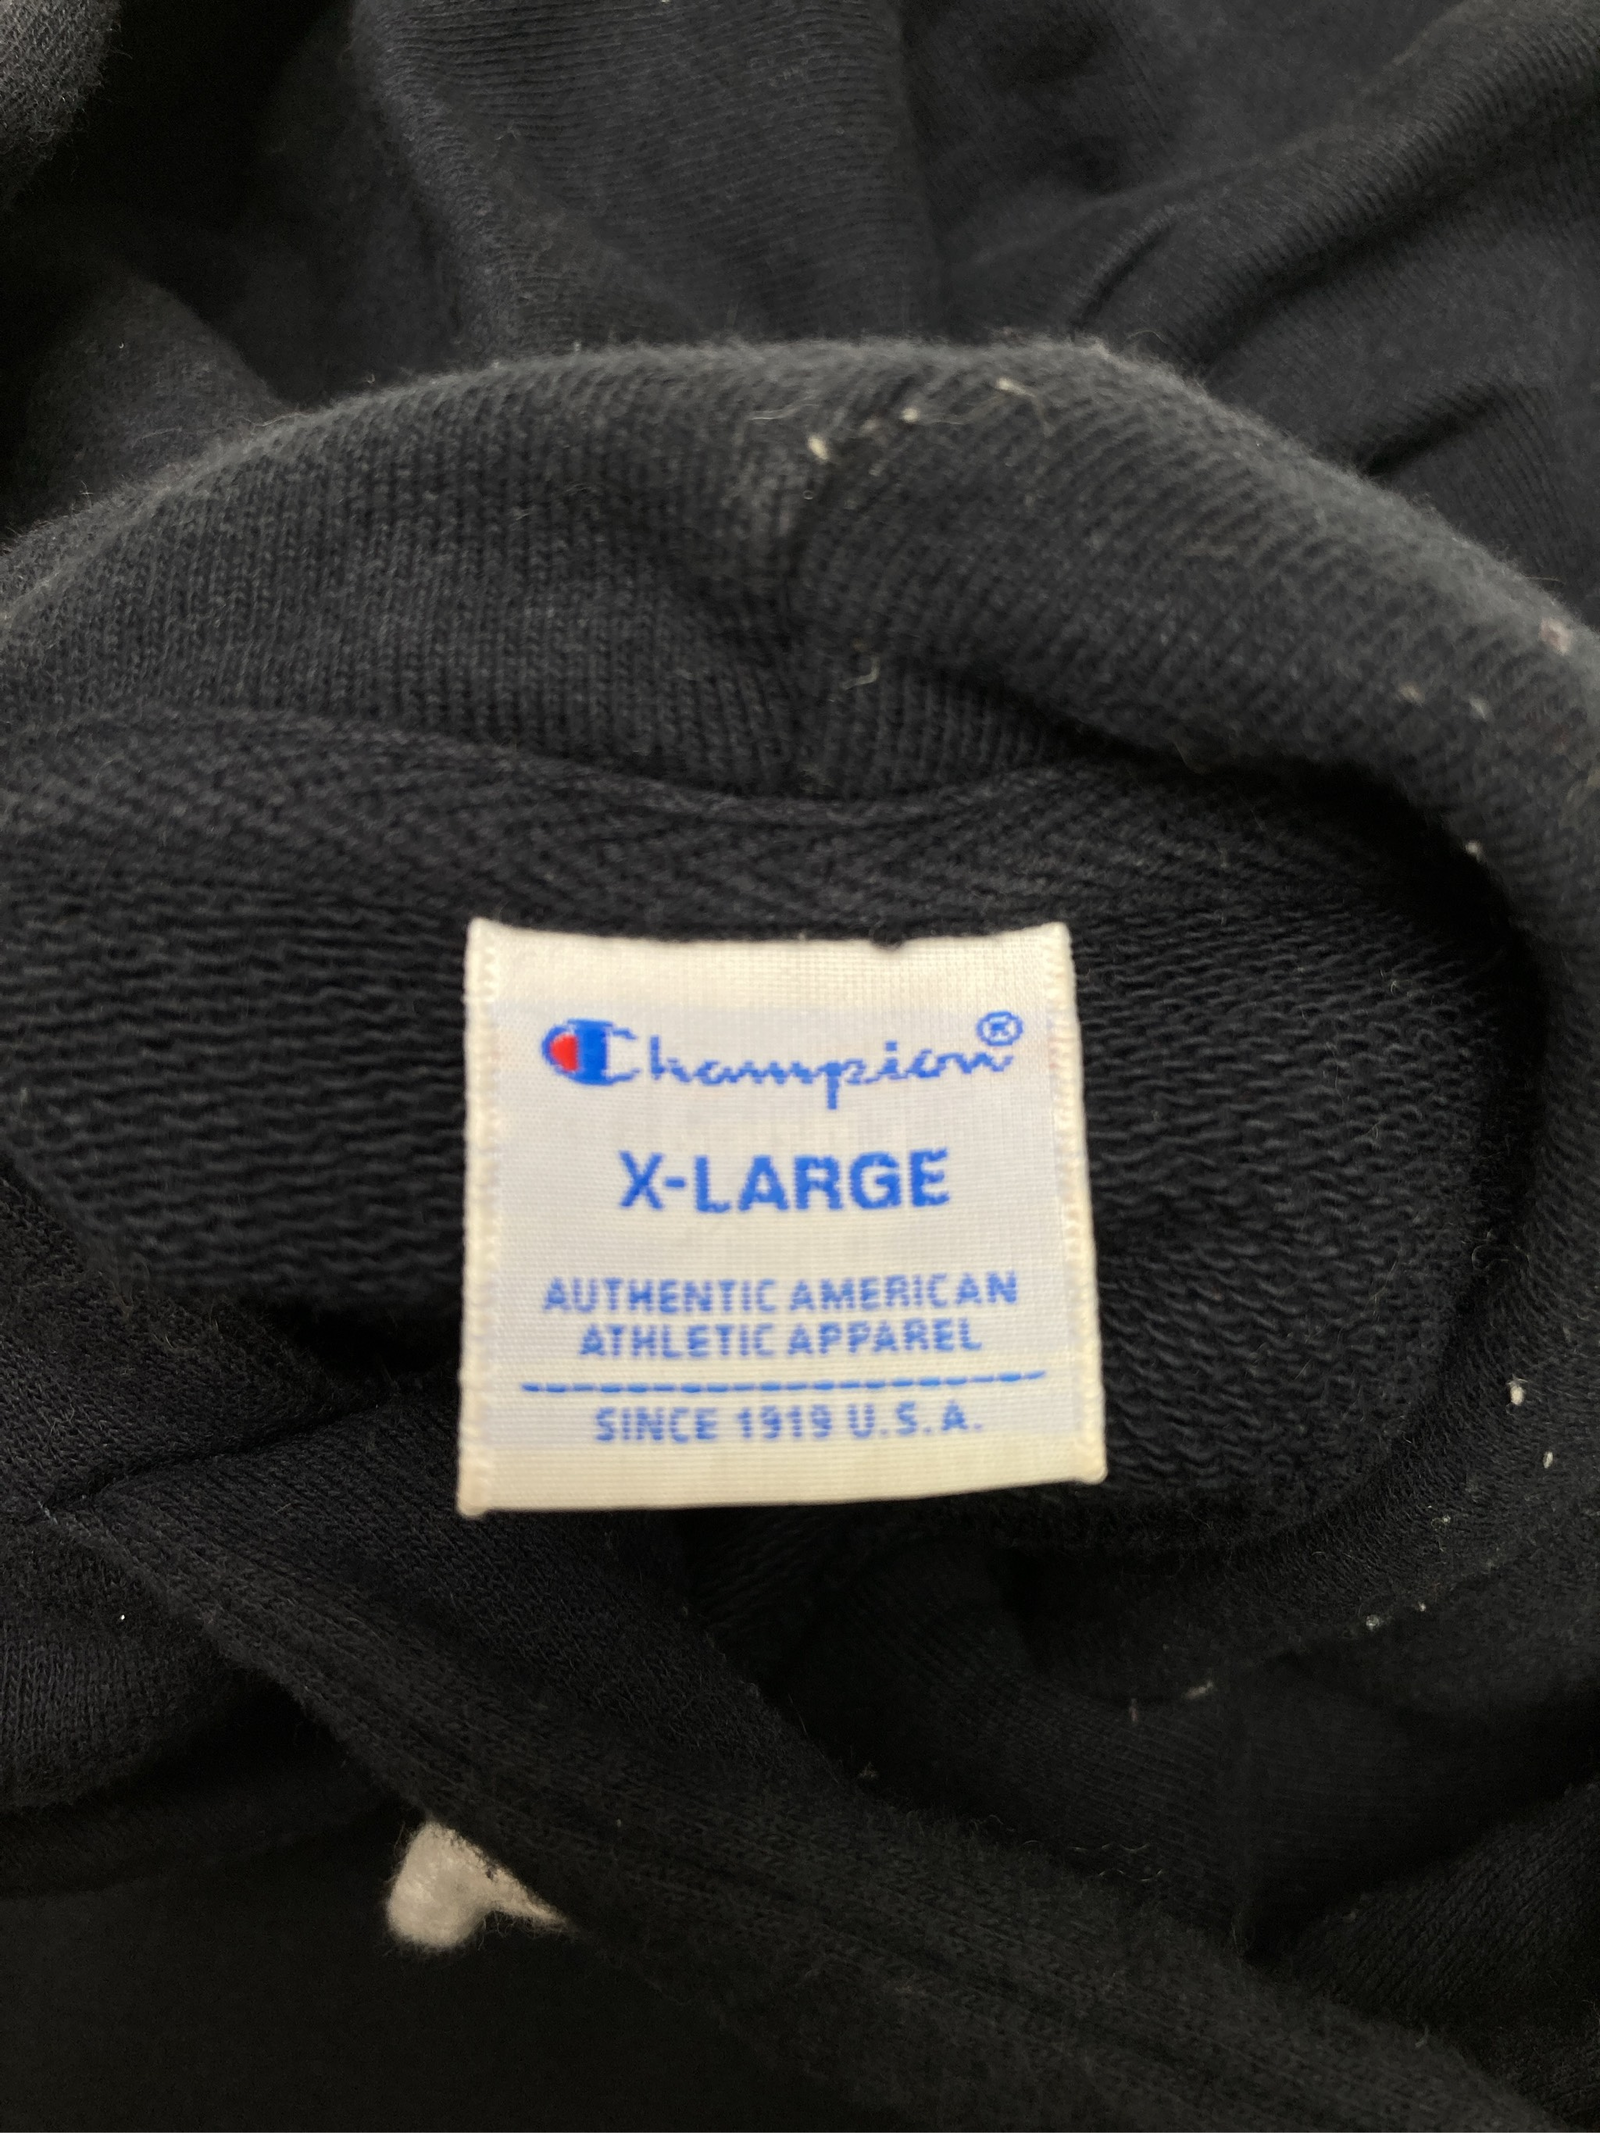 Champion®
X-LARGE
AUTHENTIC AMERICAN
ATHLETIC APPAREL
SINCE 1919 U.S.A.